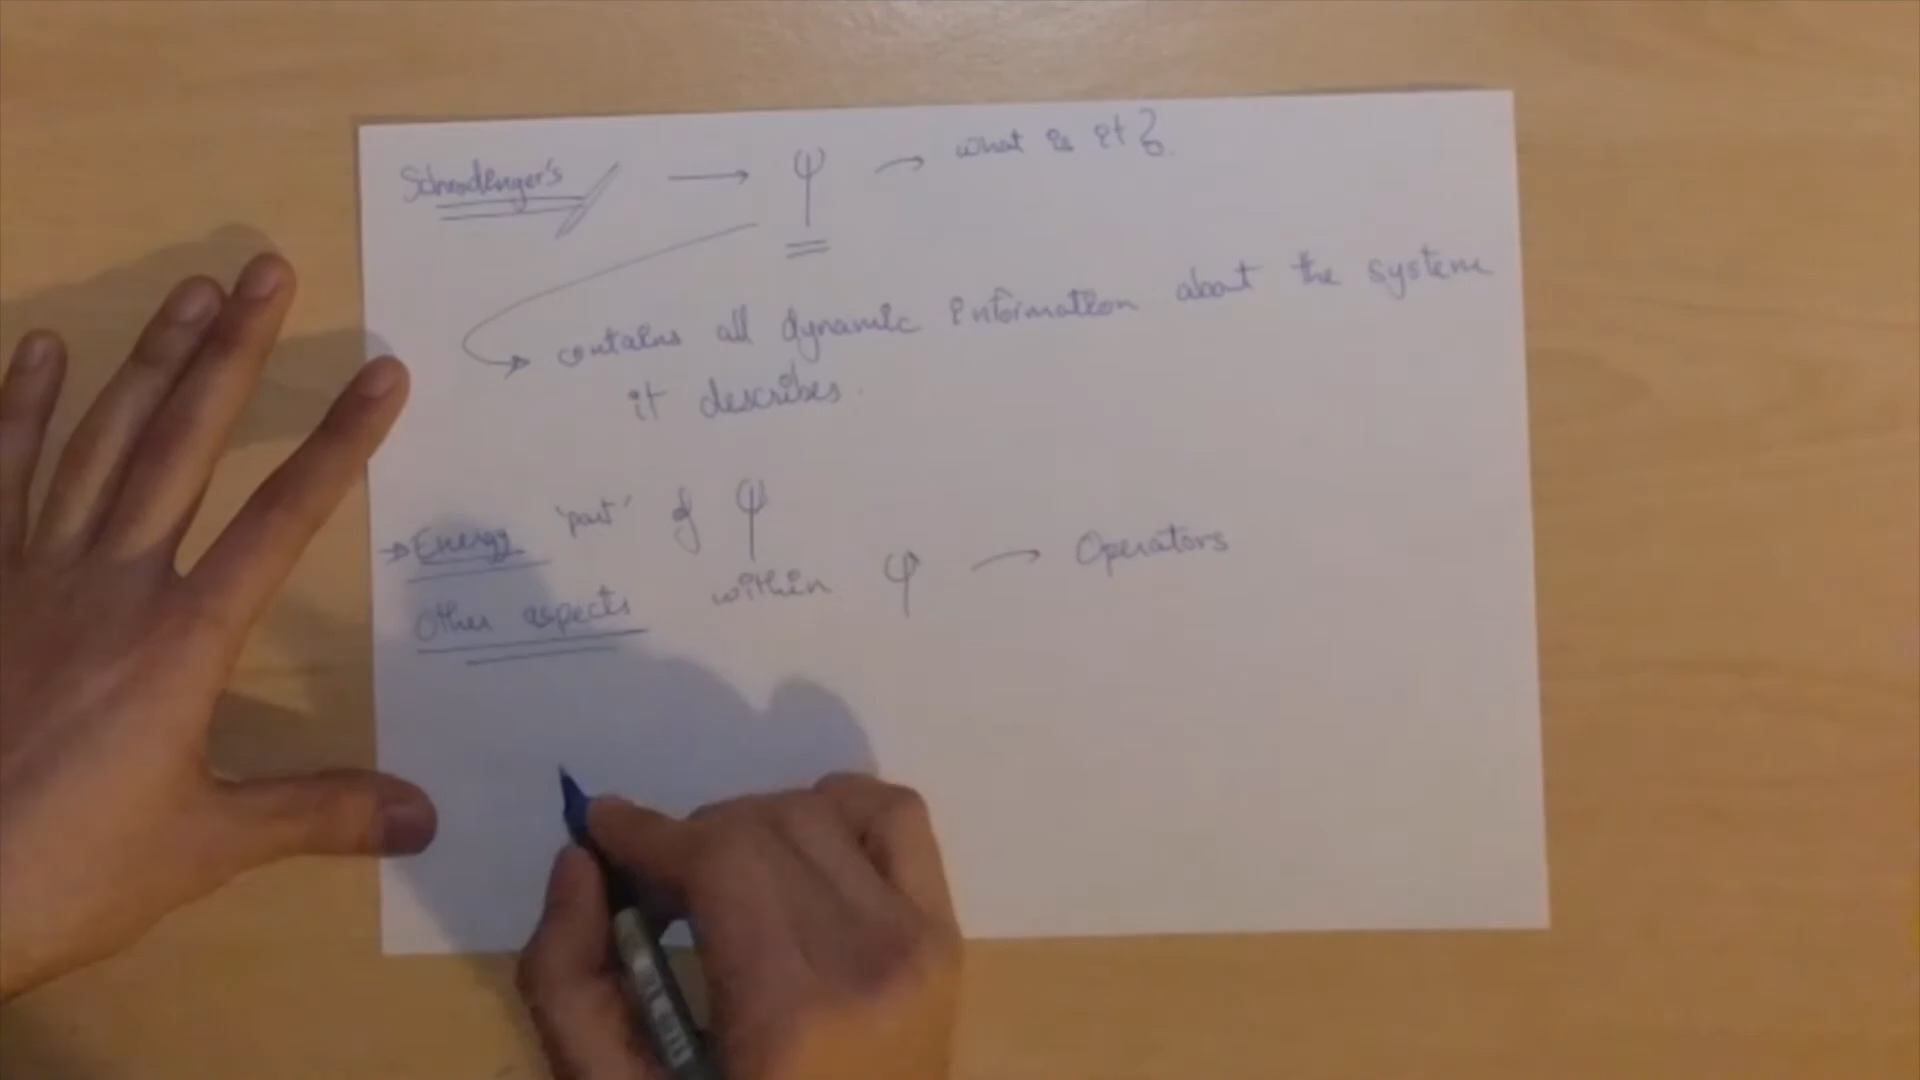 Schrodinger's → ψ → what is it?
→ contains all dynamic information about the system
it describes.
→ Energy 'part' of ψ
Other aspects within ψ → Operators